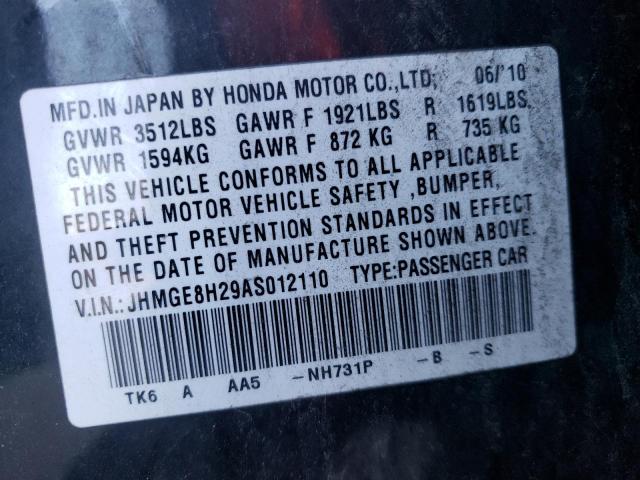 MFD.IN JAPAN BY HONDA MOTOR CO.,LTD, 06/'10
GVWR 3512LBS GAWR F 1921LBS R 1619LBS
GVWR 1594KG GAWR F 872 KG R 735 KG
THIS VEHICLE CONFORMS TO ALL APPLICABLE
FEDERAL MOTOR VEHICLE SAFETY ,BUMPER,
AND THEFT PREVENTION STANDARDS IN EFFECT
ON THE DATE OF MANUFACTURE SHOWN ABOVE.
V.I.N.: JHMGE8H29AS012110 TYPE:PASSENGER CAR
TK6 A AA5 -NH731P -B -S